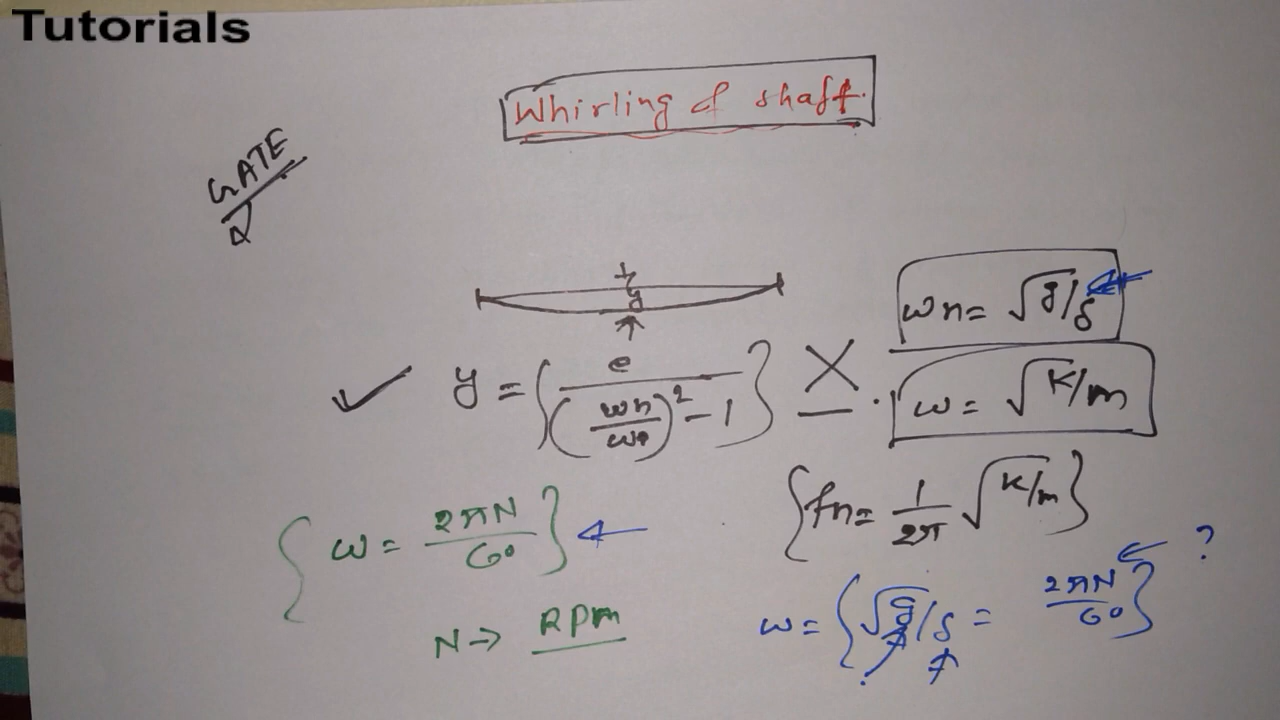 Tutorials
Whirling of shaft.
GATE
y
ωn = √g/δ
y = { e / ((ωn/ω)² - 1) }
ω = √K/m
{ fn = 1/2π √K/m }
{ ω = 2πN/60 }
?
ω = { √g/δ = 2πN/60 }
N → RPM